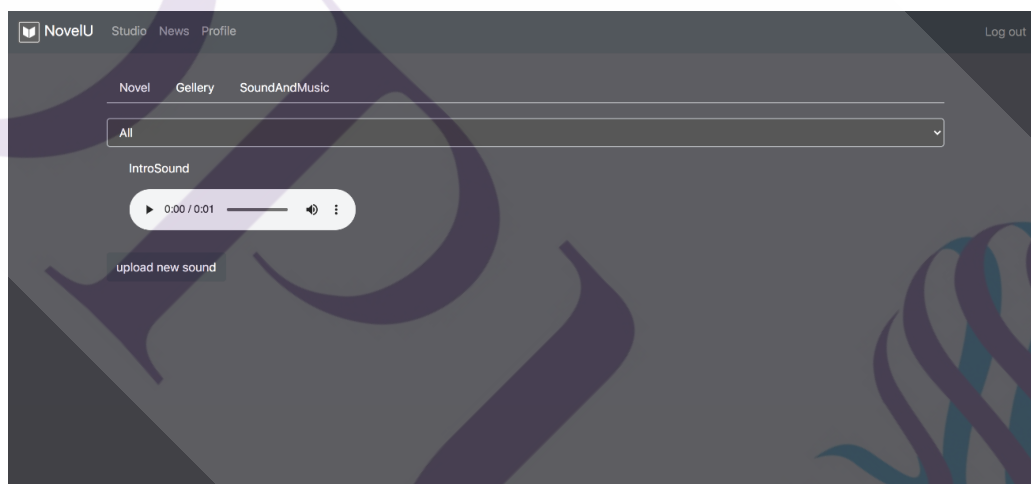 NovelU Studio News Profile Log out
Novel Gellery SoundAndMusic
All
IntroSound
0:00 / 0:01
upload new sound